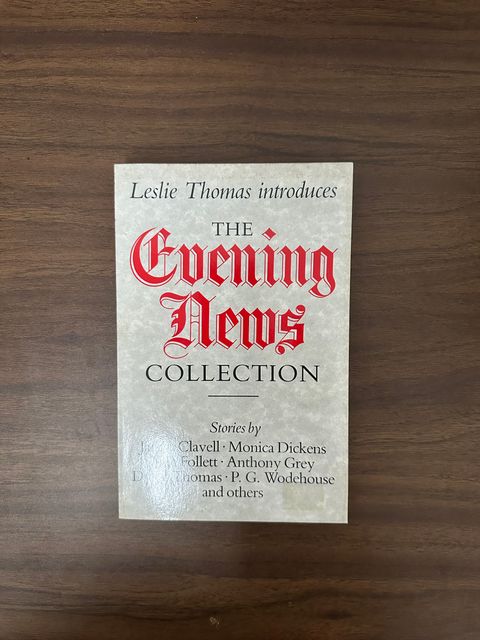 Leslie Thomas introduces
THE
Evening
News
COLLECTION
Stories by
Clavell · Monica Dickens
Follett · Anthony Grey
Thomas · P. G. Wodehouse
and others